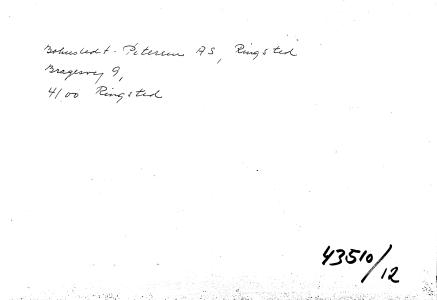 Bohnstedt-Petersen AS, Ringsted
Bragesvej 9,
4100 Ringsted
43510/12